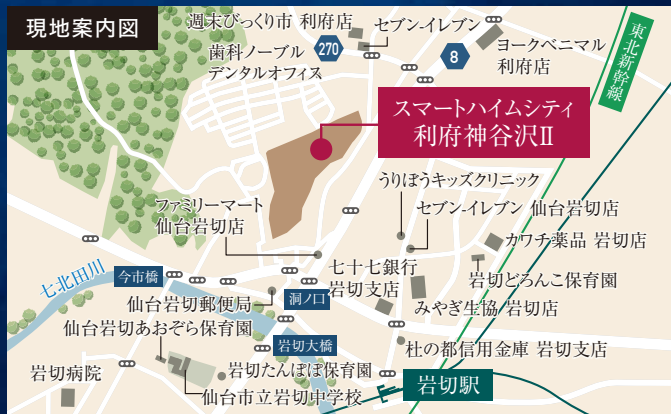 現地案内図
週末びっくり市 利府店
セブン-イレブン
270
歯科ノーブル
デンタルオフィス
8
ヨークベニマル
利府店
東北新幹線
スマートハイムシティ
利府神谷沢Ⅱ
うりぼうキッズクリニック
ファミリーマート
仙台岩切店
セブン-イレブン 仙台岩切店
カワチ薬品 岩切店
七北田川
今市橋
七十七銀行
岩切支店
岩切どろんこ保育園
仙台岩切郵便局
洞ノ口
みやぎ生協 岩切店
仙台岩切あおぞら保育園
岩切大橋
杜の都信用金庫 岩切支店
岩切病院
岩切たんぽぽ保育園
仙台市立岩切中学校
岩切駅